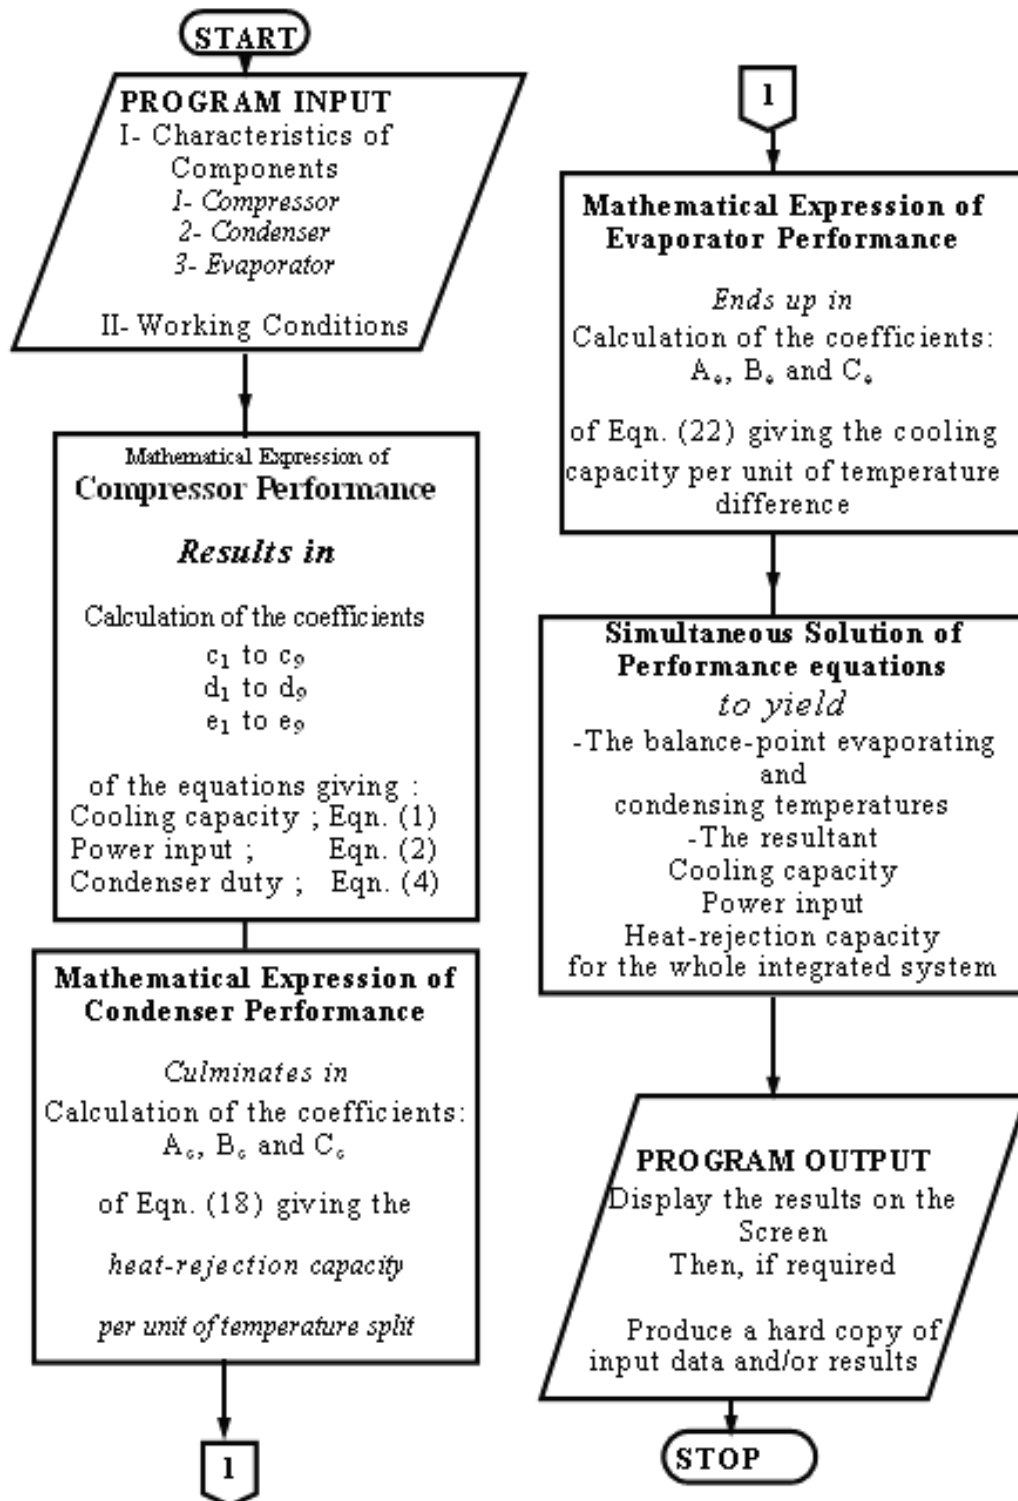 START
PROGRAM INPUT
I- Characteristics of
Components
1- Compressor
2- Condenser
3- Evaporator
II- Working Conditions
Mathematical Expression of
Compressor Performance
Results in
Calculation of the coefficients
c₁ to c₉
d₁ to d₉
e₁ to e₉
of the equations giving :
Cooling capacity ; Eqn. (1)
Power input ; Eqn. (2)
Condenser duty ; Eqn. (4)
Mathematical Expression of
Condenser Performance
Culminates in
Calculation of the coefficients:
A_c, B_c and C_c
of Eqn. (18) giving the
heat-rejection capacity
per unit of temperature split
1
1
Mathematical Expression of
Evaporator Performance
Ends up in
Calculation of the coefficients:
Aₑ, Bₑ and Cₑ
of Eqn. (22) giving the cooling
capacity per unit of temperature
difference
Simultaneous Solution of
Performance equations
to yield
-The balance-point evaporating
and
condensing temperatures
-The resultant
Cooling capacity
Power input
Heat-rejection capacity
for the whole integrated system
PROGRAM OUTPUT
Display the results on the
Screen
Then, if required
Produce a hard copy of
input data and/or results
STOP